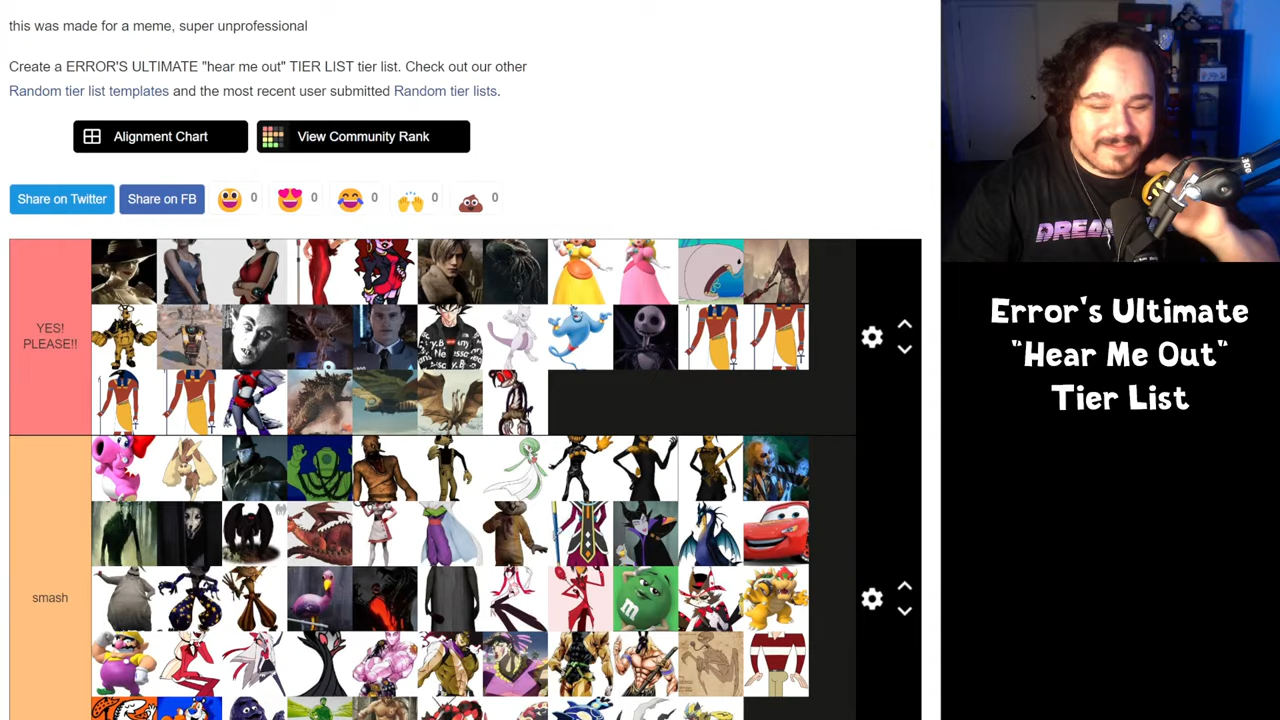 this was made for a meme, super unprofessional
Create a ERROR'S ULTIMATE "hear me out" TIER LIST tier list. Check out our other
Random tier list templates and the most recent user submitted Random tier lists.
Alignment Chart
View Community Rank
Share on Twitter
Share on FB
0
0
0
0
0
YES!
PLEASE!!
smash
m
DREAM
Error's Ultimate
"Hear Me Out"
Tier List